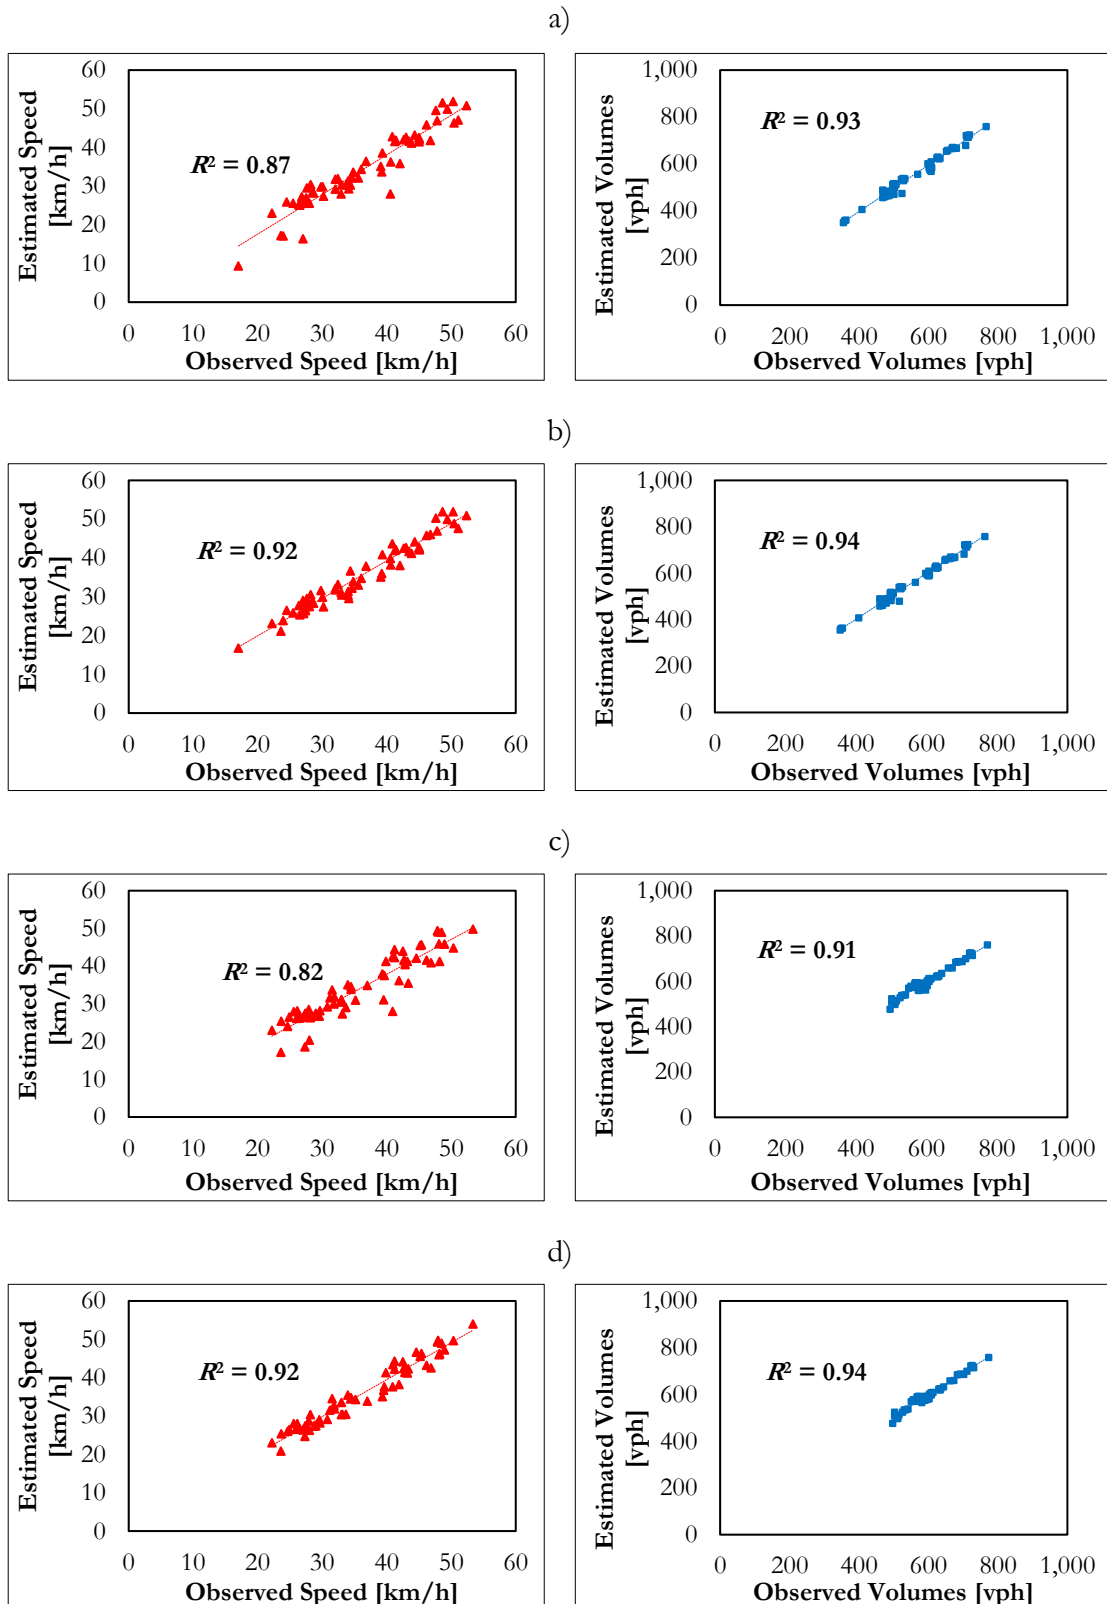 a)
60
50
40
30
20
10
0
Estimated Speed
[km/h]
R² = 0.87
0 10 20 30 40 50 60
Observed Speed [km/h]
1,000
800
600
400
200
0
Estimated Volumes
[vph]
R² = 0.93
0 200 400 600 800 1,000
Observed Volumes [vph]
b)
60
50
40
30
20
10
0
Estimated Speed
[km/h]
R² = 0.92
0 10 20 30 40 50 60
Observed Speed [km/h]
1,000
800
600
400
200
0
Estimated Volumes
[vph]
R² = 0.94
0 200 400 600 800 1,000
Observed Volumes [vph]
c)
60
50
40
30
20
10
0
Estimated Speed
[km/h]
R² = 0.82
0 10 20 30 40 50 60
Observed Speed [km/h]
1,000
800
600
400
200
0
Estimated Volumes
[vph]
R² = 0.91
0 200 400 600 800 1,000
Observed Volumes [vph]
d)
60
50
40
30
20
10
0
Estimated Speed
[km/h]
R² = 0.92
0 10 20 30 40 50 60
Observed Speed [km/h]
1,000
800
600
400
200
0
Estimated Volumes
[vph]
R² = 0.94
0 200 400 600 800 1,000
Observed Volumes [vph]